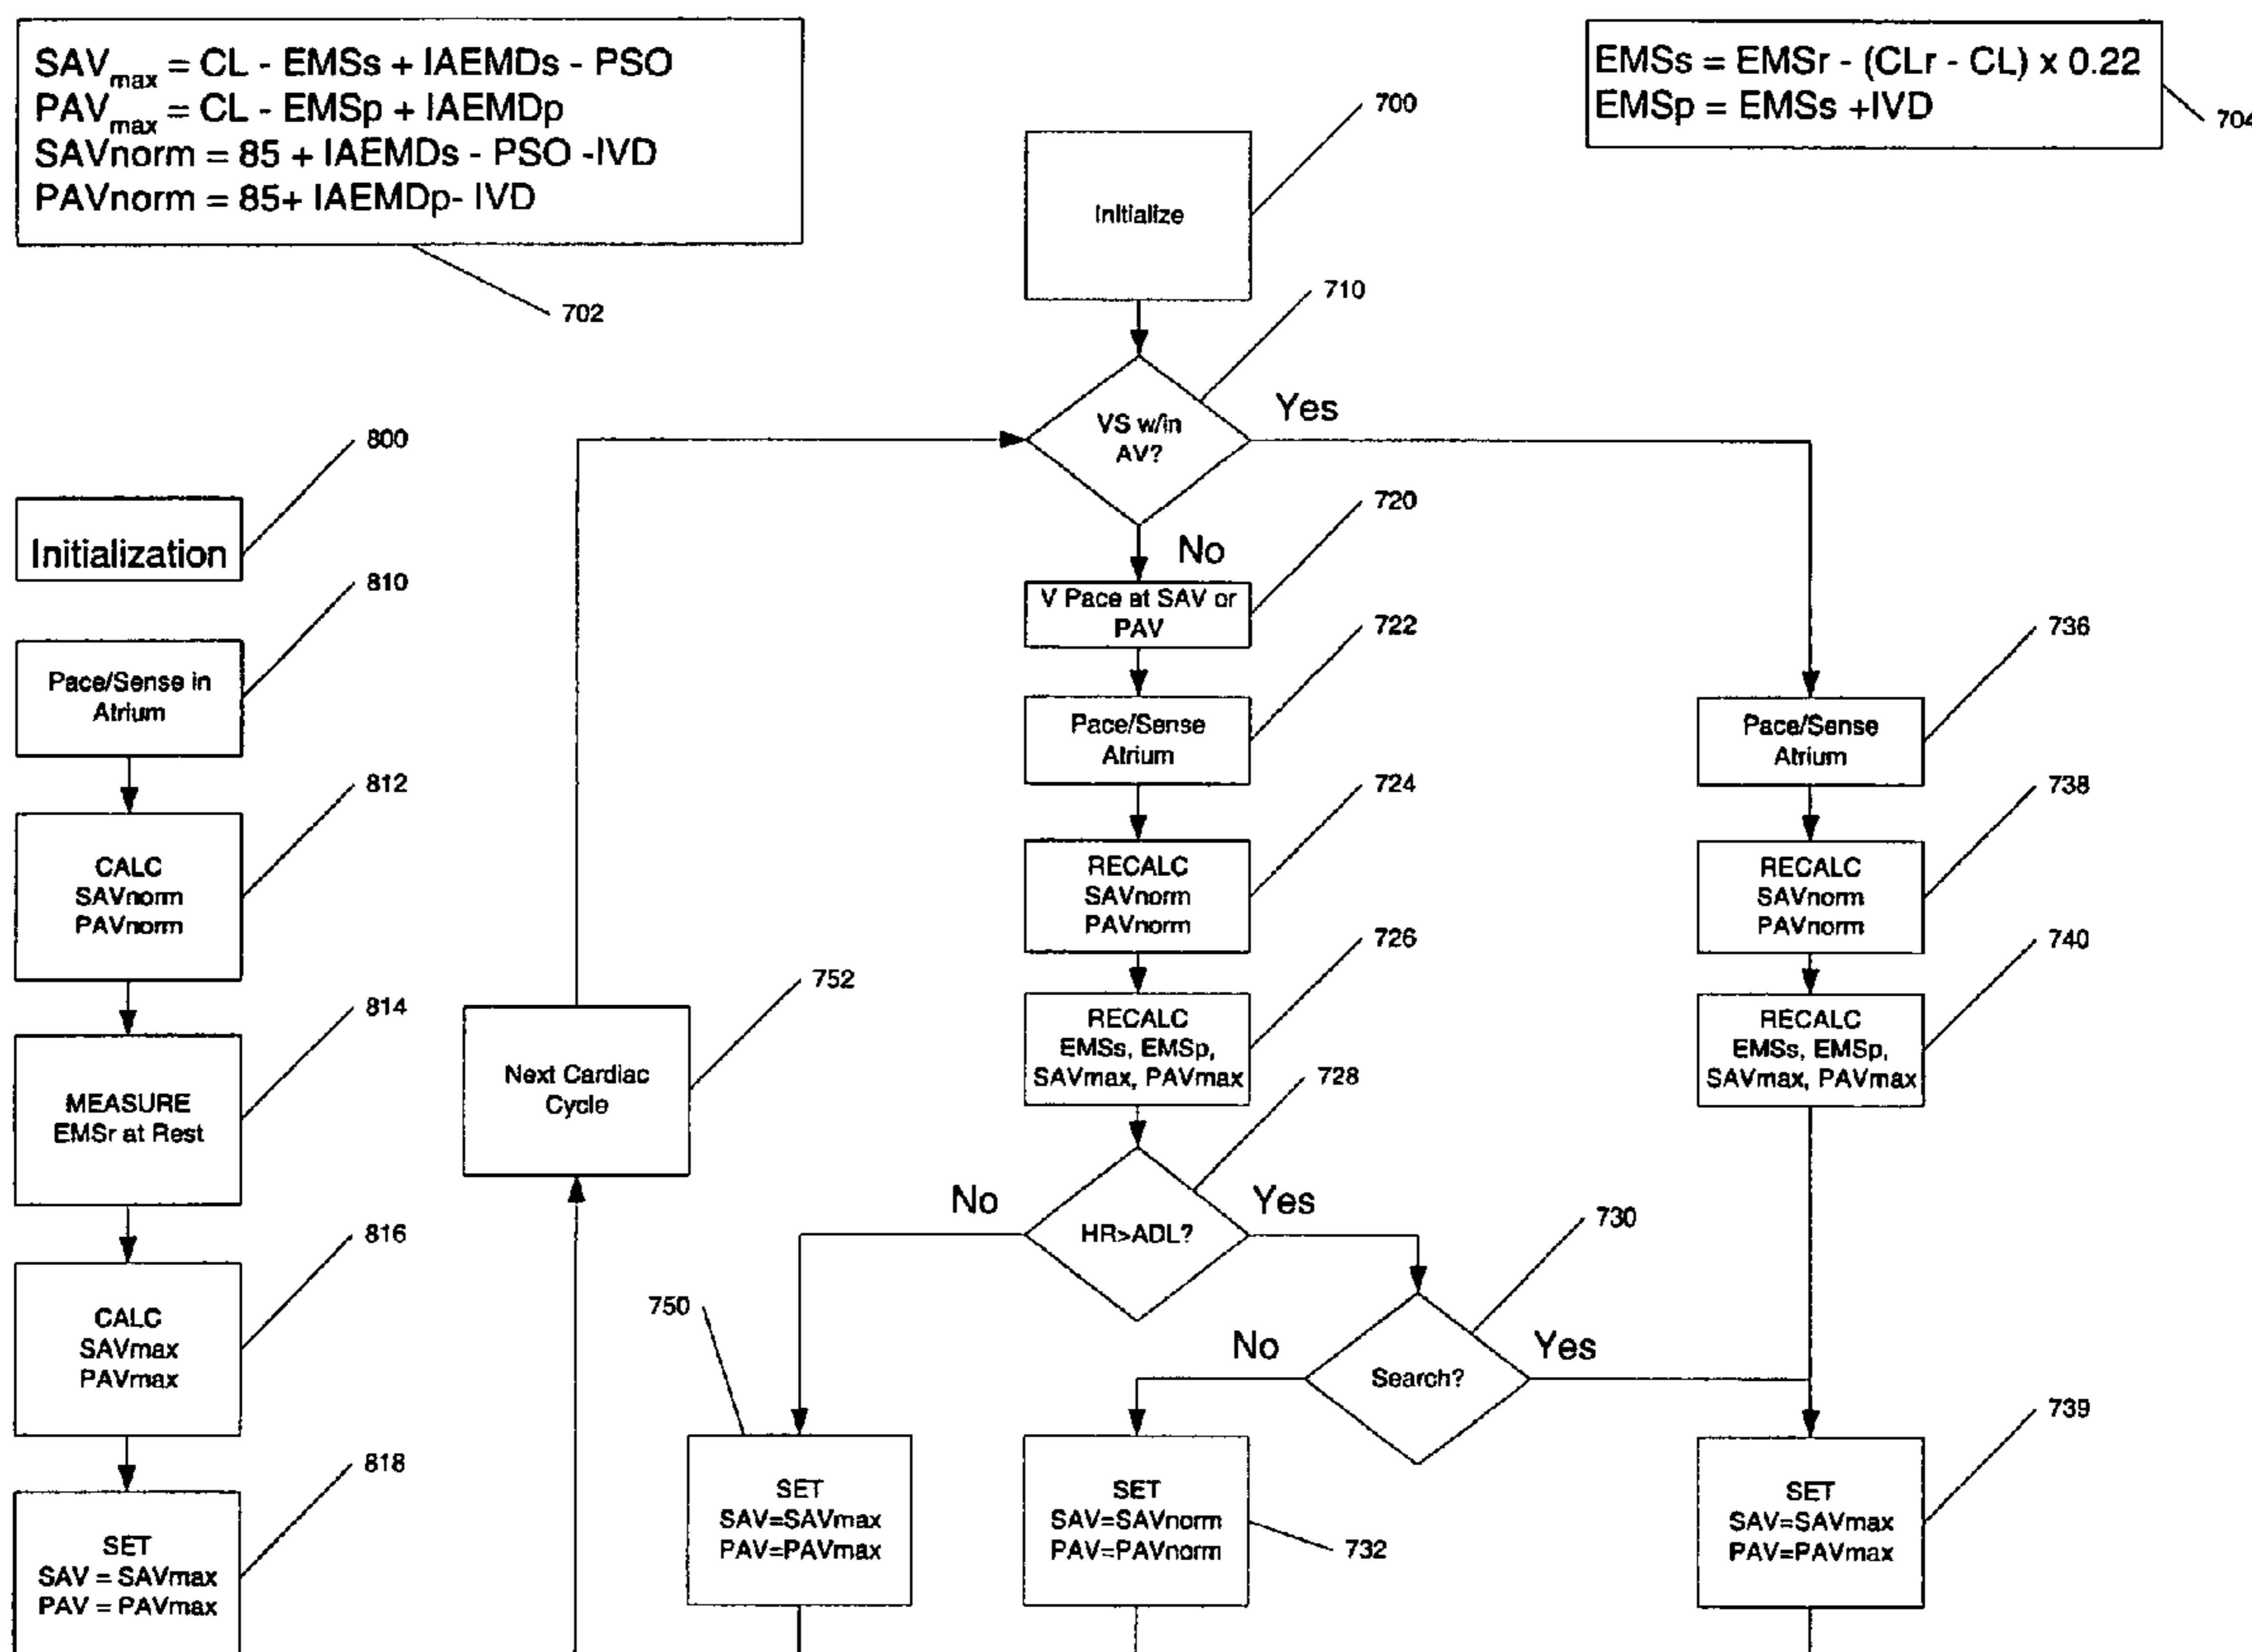 SAVmax = CL - EMSs + IAEMDs - PSO
PAVmax = CL - EMSp + IAEMDp
SAVnorm = 85 + IAEMDs - PSO -IVD
PAVnorm = 85+ IAEMDp- IVD
702
EMSs = EMSr - (CLr - CL) x 0.22
EMSp = EMSs +IVD
704
700
Initialize
710
VS w/in
AV?
Yes
No
800
Initialization
810
Pace/Sense in
Atrium
812
CALC
SAVnorm
PAVnorm
814
MEASURE
EMSr at Rest
816
CALC
SAVmax
PAVmax
818
SET
SAV = SAVmax
PAV = PAVmax
752
Next Cardiac
Cycle
720
V Pace at SAV or
PAV
722
Pace/Sense
Atrium
724
RECALC
SAVnorm
PAVnorm
726
RECALC
EMSs, EMSp,
SAVmax, PAVmax
728
No
HR>ADL?
Yes
730
No
Search?
Yes
750
SET
SAV=SAVmax
PAV=PAVmax
SET
SAV=SAVnorm
PAV=PAVnorm
732
736
Pace/Sense
Atrium
738
RECALC
SAVnorm
PAVnorm
740
RECALC
EMSs, EMSp,
SAVmax, PAVmax
739
SET
SAV=SAVmax
PAV=PAVmax